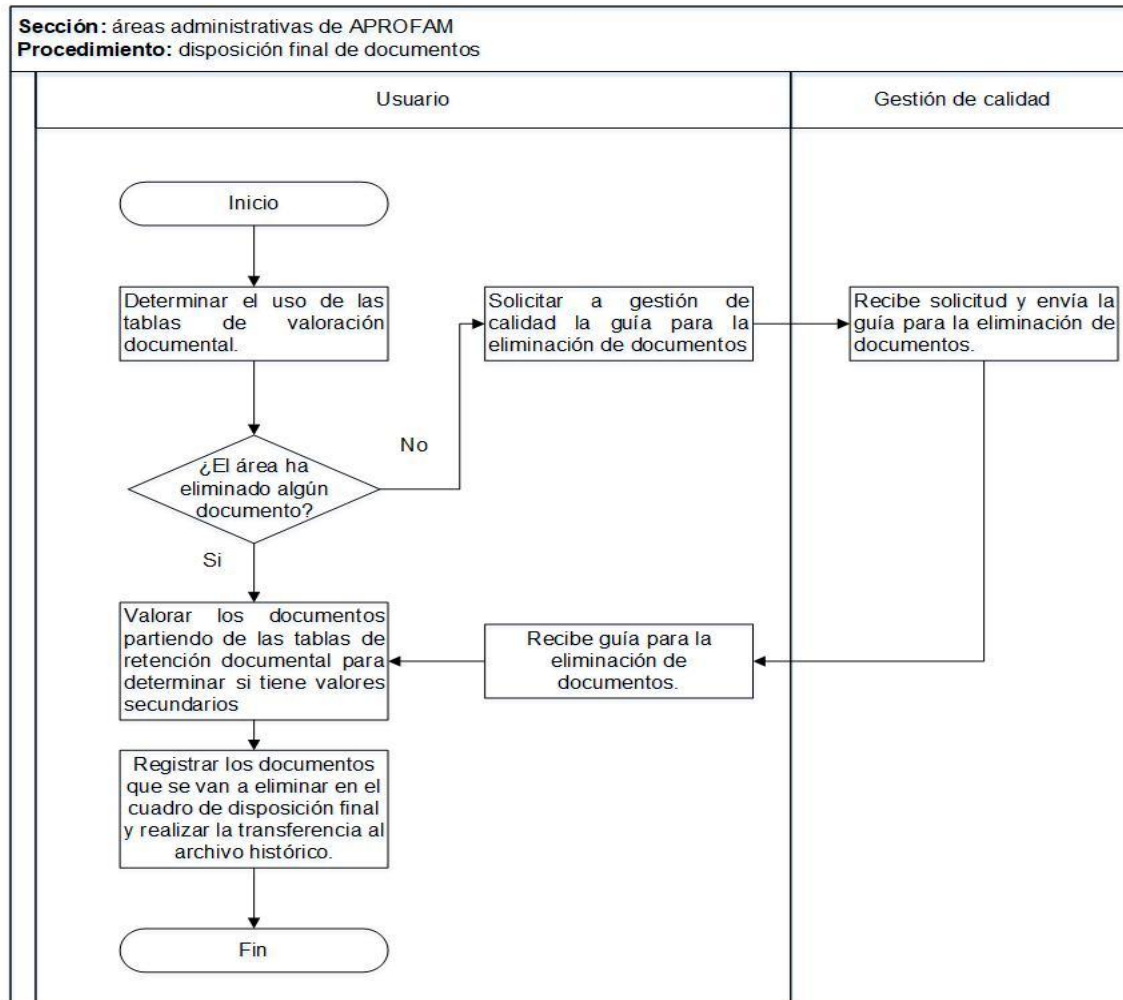 Sección: áreas administrativas de APROFAM
Procedimiento: disposición final de documentos
Usuario
Gestión de calidad
Inicio
Determinar el uso de las
tablas de valoración
documental.
Solicitar a gestión de
calidad la guía para la
eliminación de documentos
Recibe solicitud y envía la
guía para la eliminación de
documentos.
No
¿El área ha
eliminado algún
documento?
Si
Valorar los documentos
partiendo de las tablas de
retención documental para
determinar si tiene valores
secundarios
Recibe guía para la
eliminación de
documentos.
Registrar los documentos
que se van a eliminar en el
cuadro de disposición final
y realizar la transferencia al
archivo histórico.
Fin